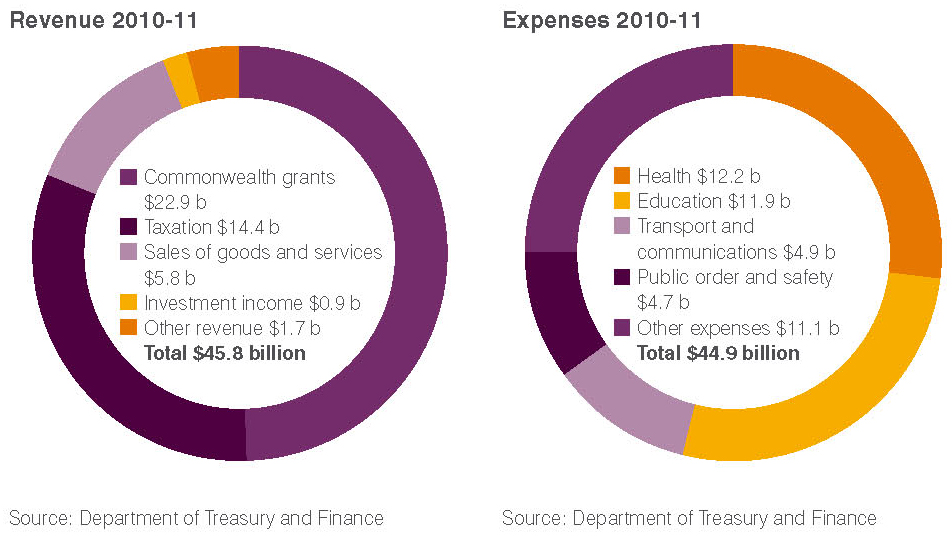 Revenue 2010-11
Commonwealth grants
$22.9 b
Taxation $14.4 b
Sales of goods and services
$5.8 b
Investment income $0.9 b
Other revenue $1.7 b
Total $45.8 billion
Source: Department of Treasury and Finance
Expenses 2010-11
Health $12.2 b
Education $11.9 b
Transport and
communications $4.9 b
Public order and safety
$4.7 b
Other expenses $11.1 b
Total $44.9 billion
Source: Department of Treasury and Finance